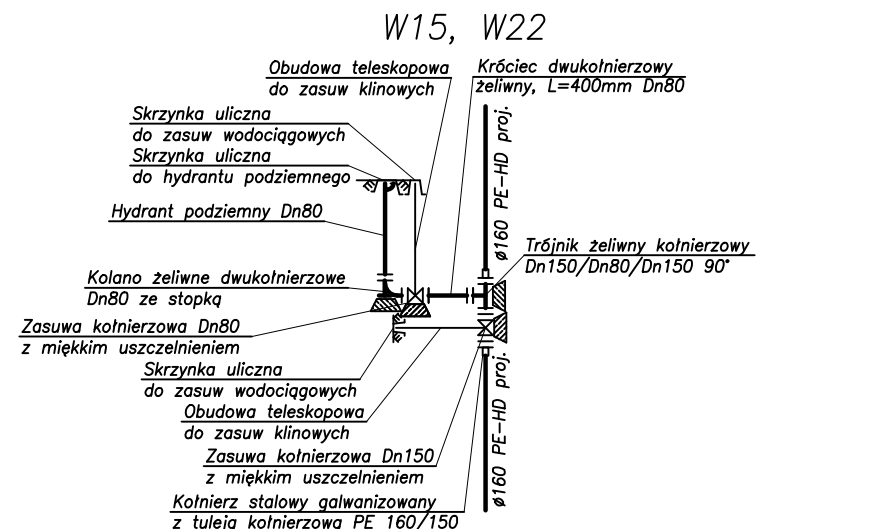 W15, W22
Obudowa teleskopowa
do zasuw klinowych
Króciec dwukołnierzowy
żeliwny, L=400mm Dn80
Skrzynka uliczna
do zasuw wodociągowych
Skrzynka uliczna
do hydrantu podziemnego
Hydrant podziemny Dn80
ø160 PE-HD proj.
Trójnik żeliwny kołnierzowy
Dn150/Dn80/Dn150 90°
Kolano żeliwne dwukołnierzowe
Dn80 ze stopką
Zasuwa kołnierzowa Dn80
z miękkim uszczelnieniem
Skrzynka uliczna
do zasuw wodociągowych
Obudowa teleskopowa
do zasuw klinowych
Zasuwa kołnierzowa Dn150
z miękkim uszczelnieniem
ø160 PE-HD proj.
Kołnierz stalowy galwanizowany
z tuleją kołnierzową PE 160/150